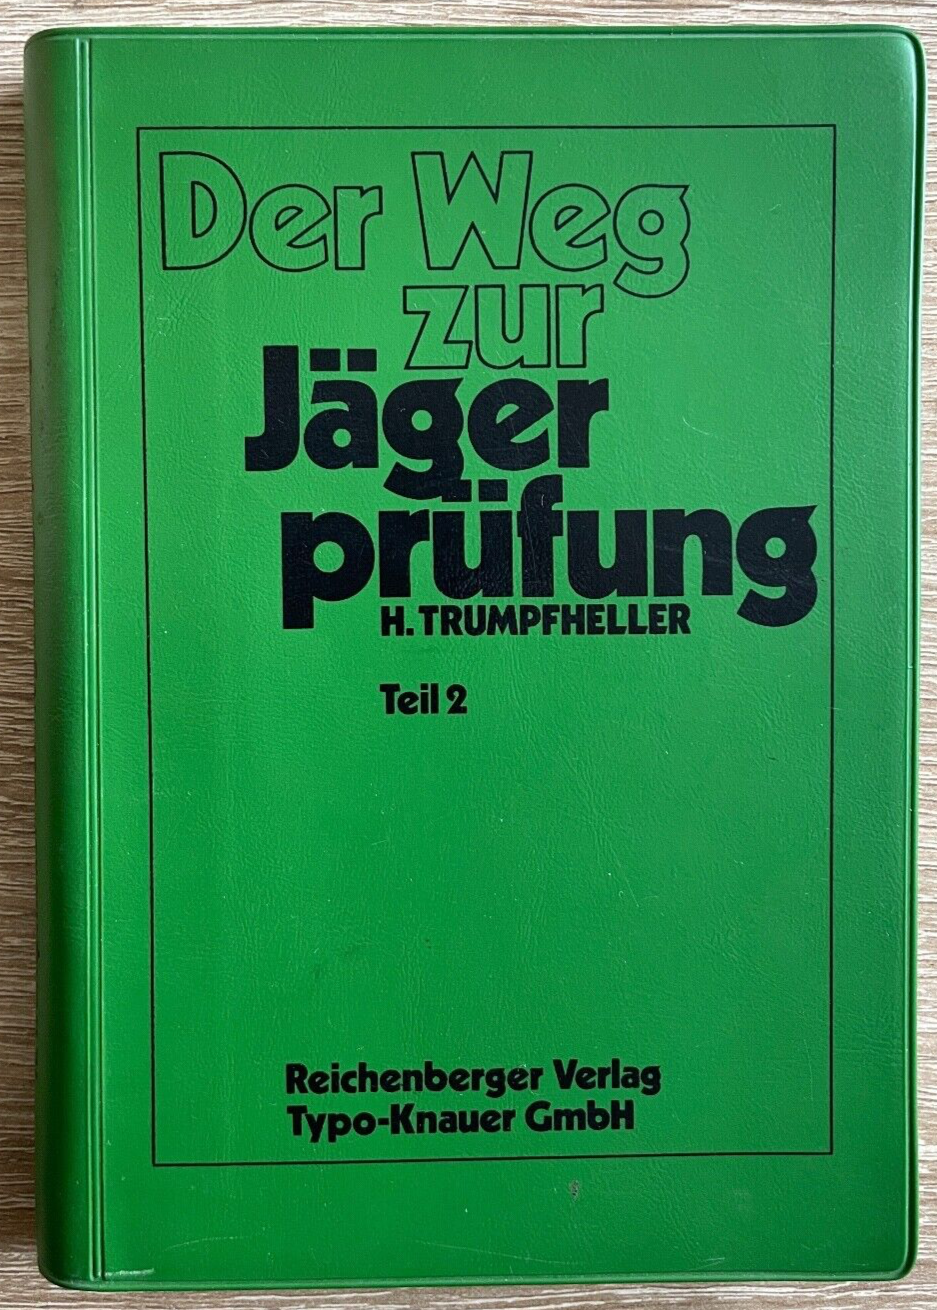 Der Weg
zur
Jäger
prüfung
H. TRUMPFHELLER
Teil 2
Reichenberger Verlag
Typo-Knauer GmbH